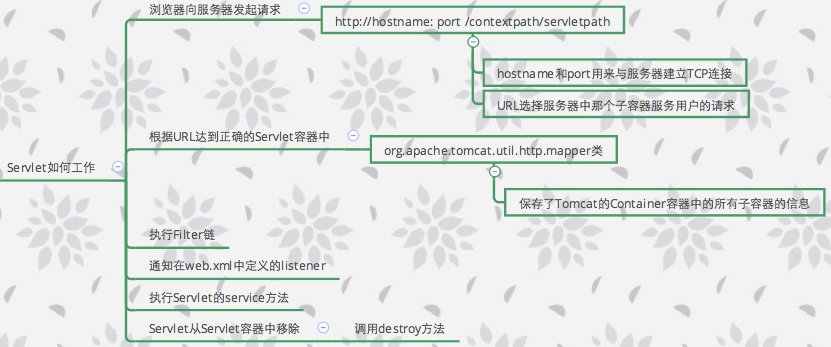 浏览器向服务器发起请求
http://hostname: port /contextpath/servletpath
hostname和port用来与服务器建立TCP连接
URL选择服务器中那个子容器服务用户的请求
根据URL达到正确的Servlet容器中
org.apache.tomcat.util.http.mapper类
Servlet如何工作
保存了Tomcat的Container容器中的所有子容器的信息
执行Filter链
通知在web.xml中定义的listener
执行Servlet的service方法
Servlet从Servlet容器中移除
调用destroy方法